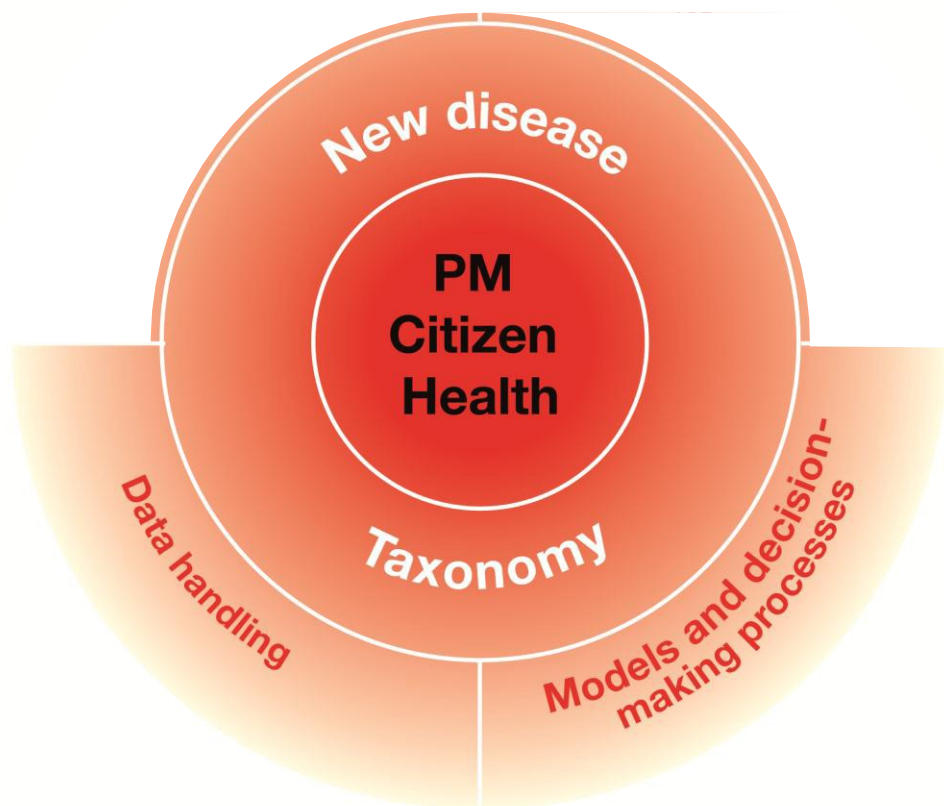 New disease
PM
Citizen
Health
Taxonomy
Data handling
Models and decision-
making processes